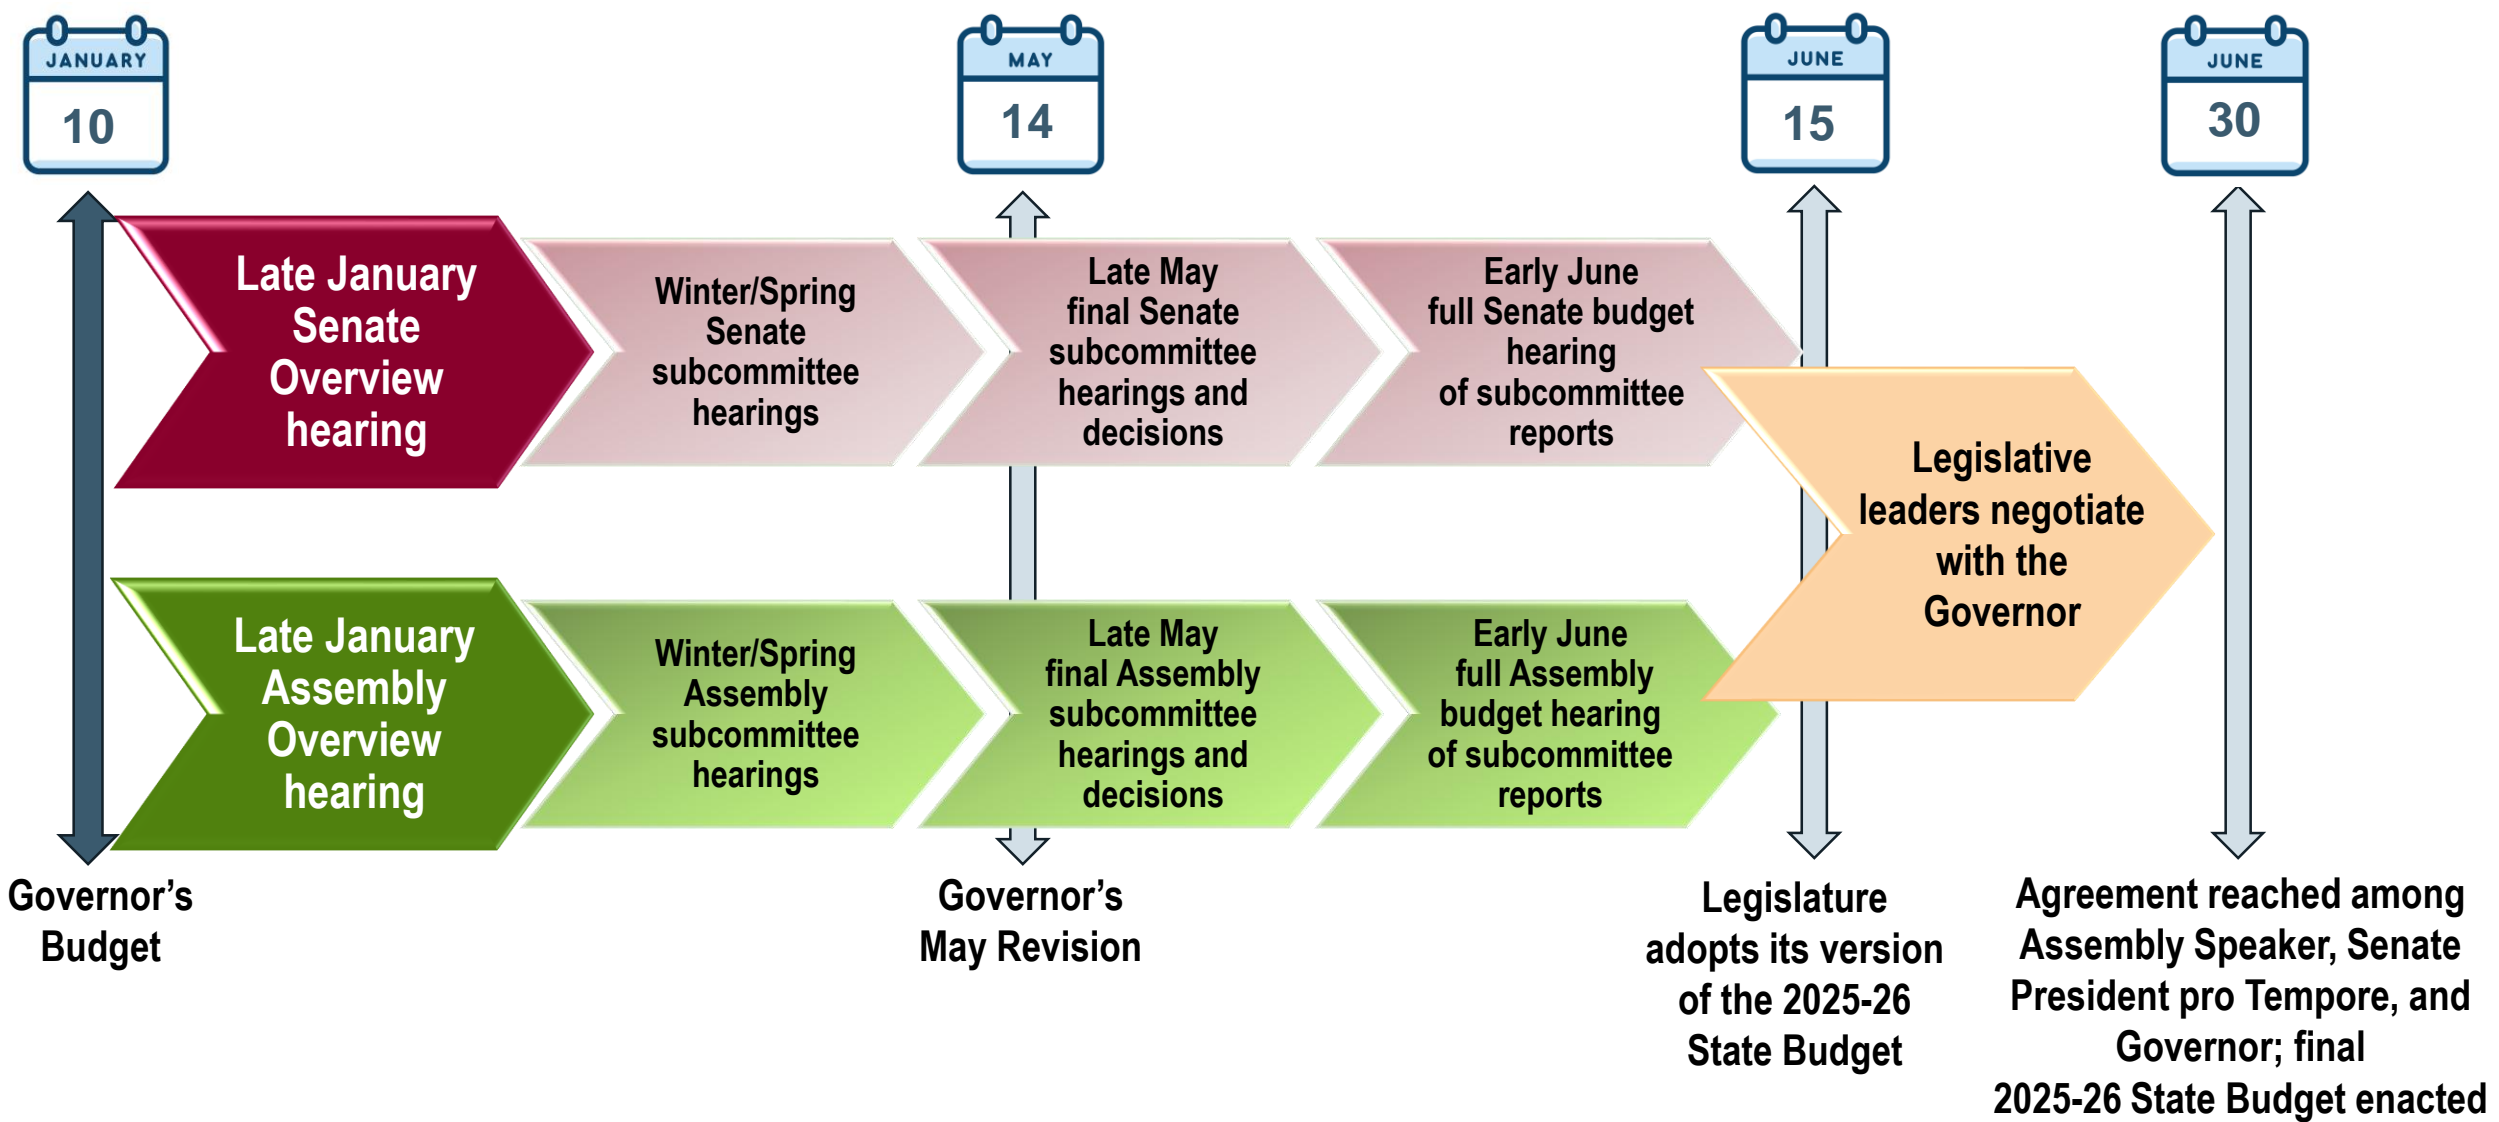 JANUARY
10
MAY
14
JUNE
15
JUNE
30
Late January
Senate
Overview
hearing
Winter/Spring
Senate
subcommittee
hearings
Late May
final Senate
subcommittee
hearings and
decisions
Early June
full Senate budget
hearing
of subcommittee
reports
Legislative
leaders negotiate
with the
Governor
Late January
Assembly
Overview
hearing
Winter/Spring
Assembly
subcommittee
hearings
Late May
final Assembly
subcommittee
hearings and
decisions
Early June
full Assembly
budget hearing
of subcommittee
reports
Governor’s
Budget
Governor’s
May Revision
Legislature
adopts its version
of the 2025-26
State Budget
Agreement reached among
Assembly Speaker, Senate
President pro Tempore, and
Governor; final
2025-26 State Budget enacted